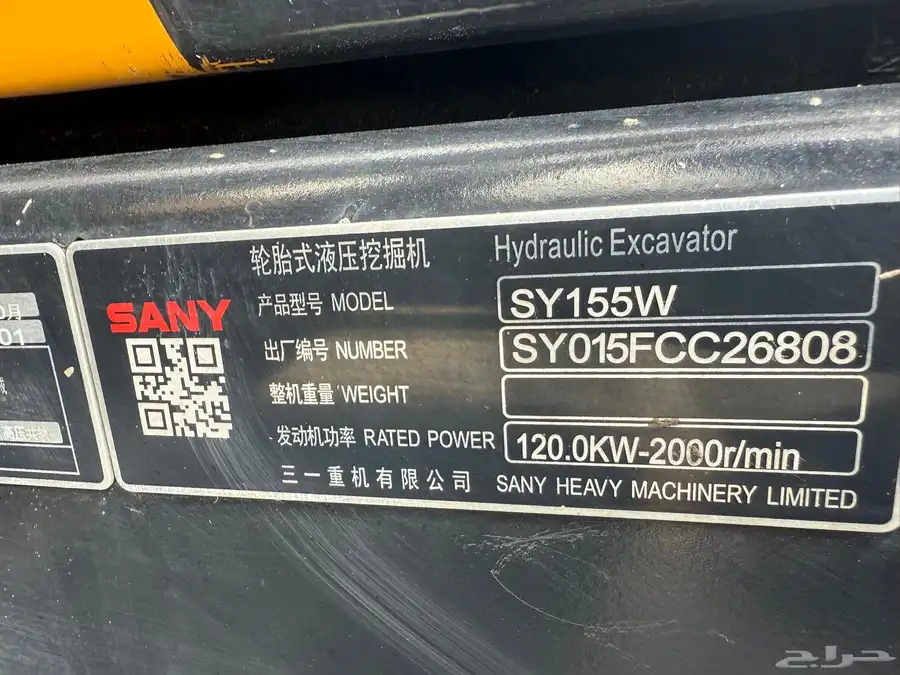 轮胎式液压挖掘机 Hydraulic Excavator
SANY
产品型号 MODEL SY155W
出厂编号 NUMBER SY015FCC26808
整机重量 WEIGHT
发动机功率 RATED POWER 120.0KW-2000r/min
三一重机有限公司 SANY HEAVY MACHINERY LIMITED
月
01
حراج